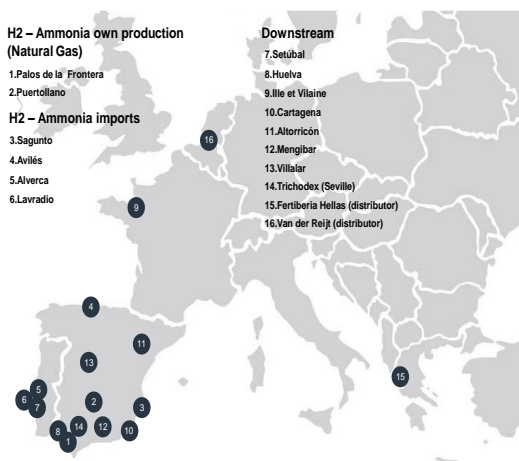 H2 – Ammonia own production
(Natural Gas)
1.Palos de la Frontera
2.Puertollano
H2 – Ammonia imports
3.Sagunto
4.Avilés
5.Alverca
6.Lavradio
Downstream
7.Setúbal
8.Huelva
9.Ille et Vilaine
10.Cartagena
11.Altorricón
12.Mengibar
13.Villalar
14.Trichodex (Seville)
15.Fertiberia Hellas (distributor)
16.Van der Reijt (distributor)
16
9
4
11
13
15
5
6
2
7
3
14
12
8
10
1